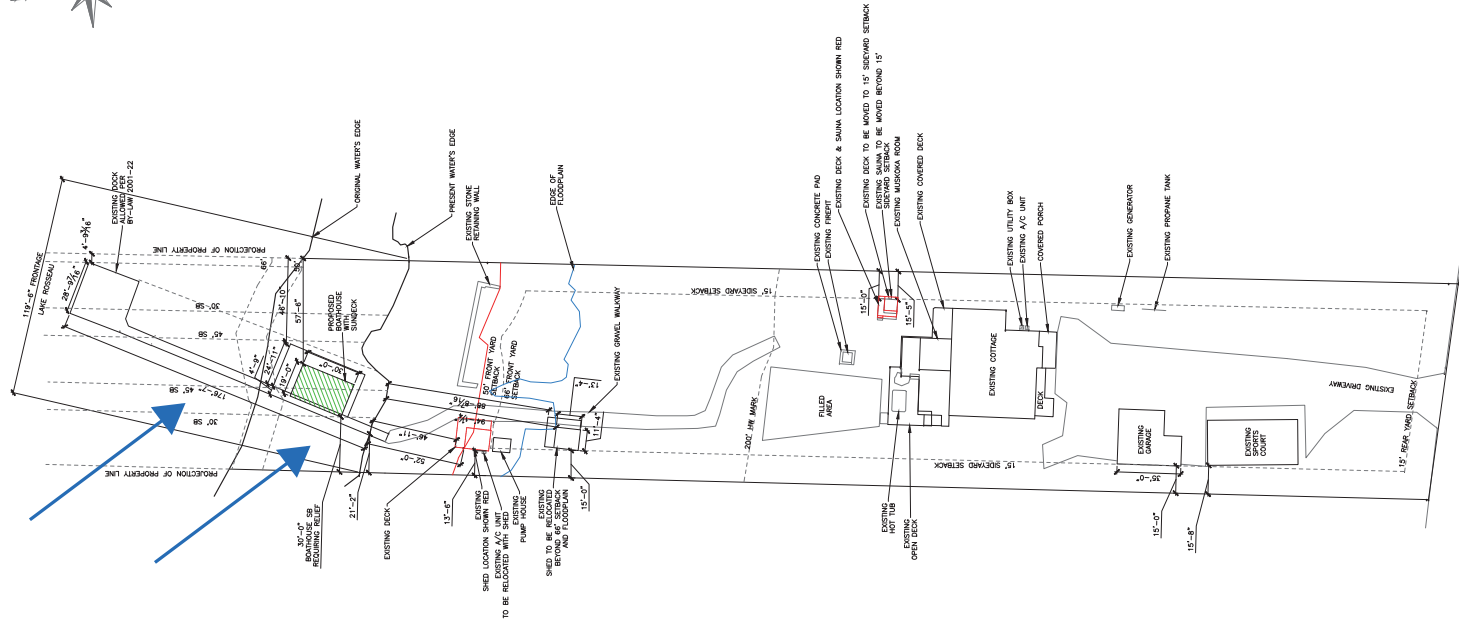 119'-6" FRONTAGE
LAKE ROSSEAU
28'-9 7/16"
4'-9 3/16"
EXISTING DOCK
ALLOWED PER
BY-LAW 2001-22
PROJECTION OF PROPERTY LINE
66'
50'
30' SB
45' SB
46'-10"
57'-6"
PROPOSED
BOATHOUSE
WITH
SUNDECK
4'-9"
24'-11"
19'-0"
30'-0"
176'-7"
45' SB
30' SB
PROJECTION OF PROPERTY LINE
30'-0"
BOATHOUSE SB
REQUIRING RELIEF
21'-2"
ORIGINAL WATER'S EDGE
PRESENT WATER'S EDGE
EXISTING STONE
RETAINING WALL
EDGE OF
FLOODPLAIN
50' FRONT YARD
SETBACK
66' FRONT YARD
SETBACK
46'-11"
52'-0"
13'-4"
11'-4"
EXISTING GRAVEL WALKWAY
EXISTING DECK
13'-6"
EXISTING
SHED LOCATION SHOWN RED
EXISTING A/C UNIT
TO BE RELOCATED WITH SHED
EXISTING
PUMP HOUSE
EXISTING
SHED TO BE RELOCATED
BEYOND 66' SETBACK
AND FLOODPLAIN
15'-0"
15' SIDEYARD SETBACK
200' HW MARK
FILLED
AREA
EXISTING CONCRETE PAD
EXISTING FIREPIT
EXISTING DECK & SAUNA LOCATION SHOWN RED
EXISTING DECK TO BE MOVED TO 15' SIDEYARD SETBACK
EXISTING SAUNA TO BE MOVED BEYOND 15'
SIDEYARD SETBACK
EXISTING MUSKOKA ROOM
EXISTING COVERED DECK
15'-0"
15'-5"
EXISTING COTTAGE
DECK
EXISTING UTILITY BOX
EXISTING A/C UNIT
COVERED PORCH
EXISTING GENERATOR
EXISTING PROPANE TANK
EXISTING
HOT TUB
EXISTING
OPEN DECK
15' SIDEYARD SETBACK
EXISTING
GARAGE
35'-0"
15'-0"
15'-8"
EXISTING
SPORTS
COURT
EXISTING DRIVEWAY
15' REAR YARD SETBACK